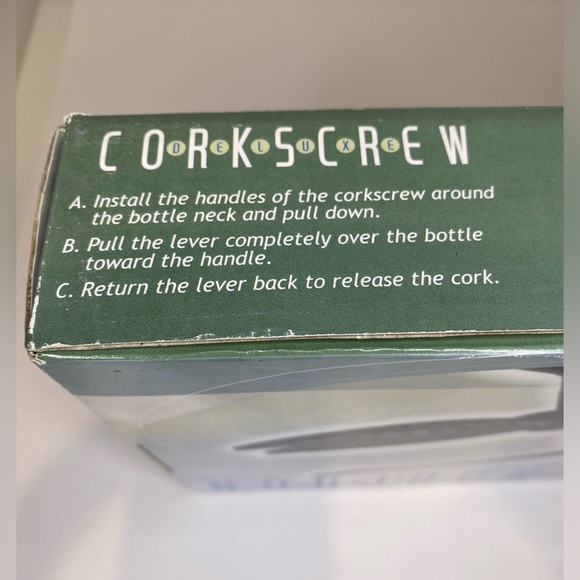 CORKSCREW
DELUXE
A. Install the handles of the corkscrew around
the bottle neck and pull down.
B. Pull the lever completely over the bottle
toward the handle.
C. Return the lever back to release the cork.